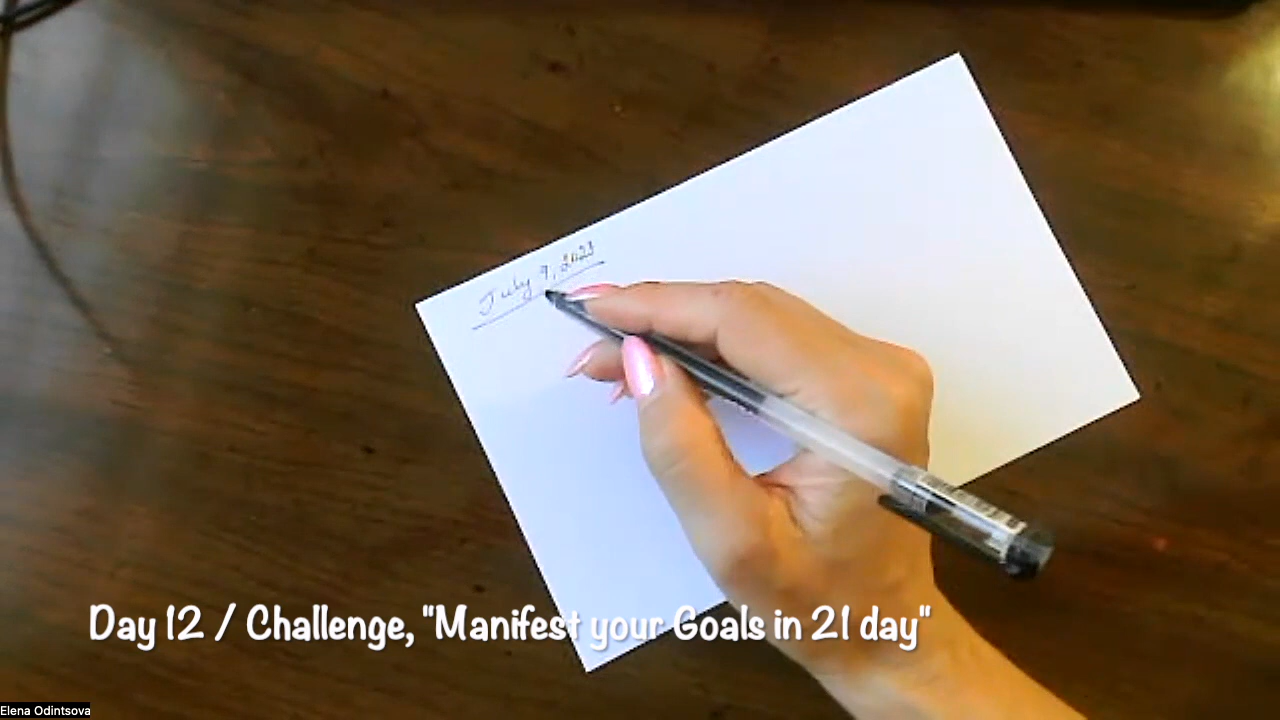 July 9, 2023
Day 12 / Challenge, "Manifest your Goals in 21 day"
Elena Odintsova